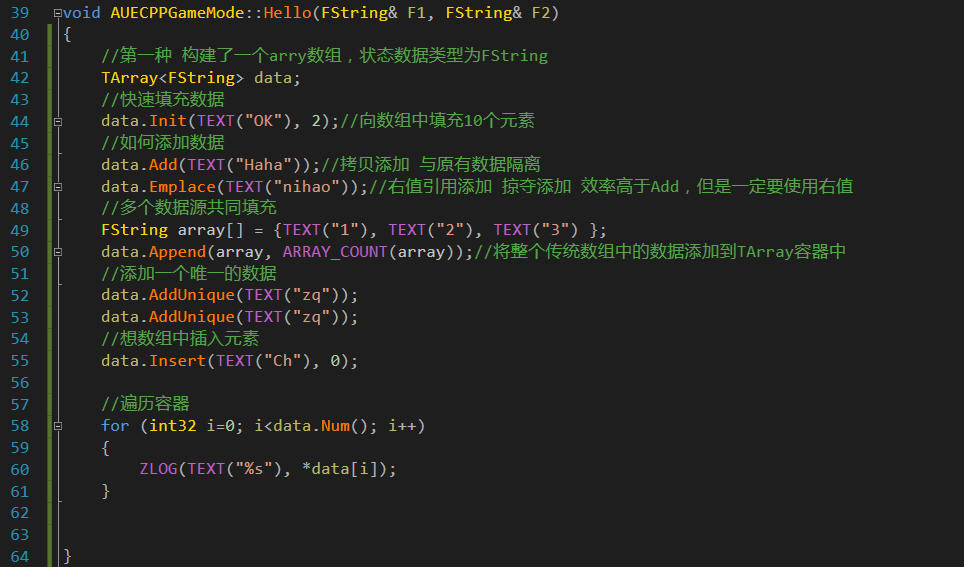 39 void AUECPPGameMode::Hello(FString& F1, FString& F2)
40 {
41 //第一种 构建了一个arry数组，状态数据类型为FString
42 TArray<FString> data;
43 //快速填充数据
44 data.Init(TEXT("OK"), 2);//向数组中填充10个元素
45 //如何添加数据
46 data.Add(TEXT("Haha"));//拷贝添加 与原有数据隔离
47 data.Emplace(TEXT("nihao"));//右值引用添加 掠夺添加 效率高于Add，但是一定要使用右值
48 //多个数据源共同填充
49 FString array[] = {TEXT("1"), TEXT("2"), TEXT("3") };
50 data.Append(array, ARRAY_COUNT(array));//将整个传统数组中的数据添加到TArray容器中
51 //添加一个唯一的数据
52 data.AddUnique(TEXT("zq"));
53 data.AddUnique(TEXT("zq"));
54 //想数组中插入元素
55 data.Insert(TEXT("Ch"), 0);
56
57 //遍历容器
58 for (int32 i=0; i<data.Num(); i++)
59 {
60 ZLOG(TEXT("%s"), *data[i]);
61 }
62
63
64 }